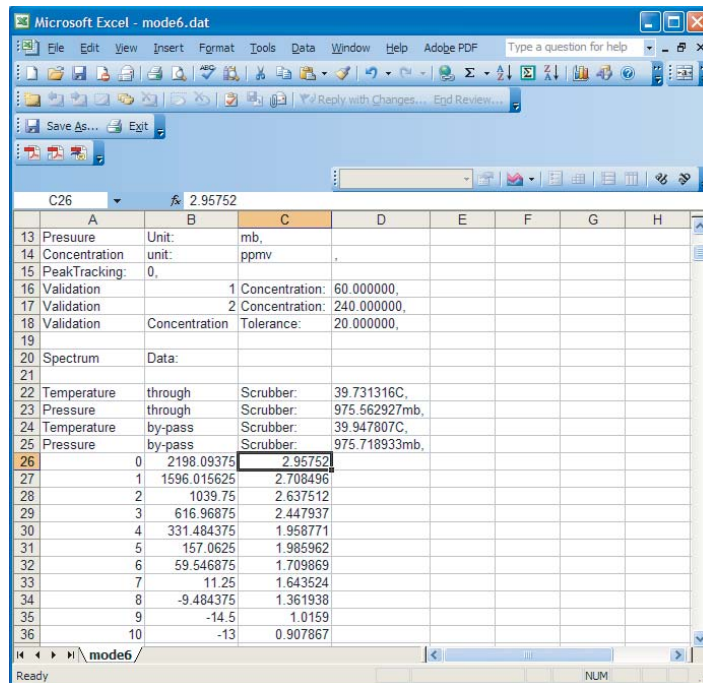 Microsoft Excel - mode6.dat
File Edit View Insert Format Tools Data Window Help Adobe PDF Type a question for help
Reply with Changes... End Review...
Save As... Exit
C26 fx 2.95752
A B C D E F G H
13 Presuure Unit: mb,
14 Concentration unit: ppmv ,
15 PeakTracking: 0,
16 Validation 1 Concentration: 60.000000,
17 Validation 2 Concentration: 240.000000,
18 Validation Concentration Tolerance: 20.000000,
19
20 Spectrum Data:
21
22 Temperature through Scrubber: 39.731316C,
23 Pressure through Scrubber: 975.562927mb,
24 Temperature by-pass Scrubber: 39.947807C,
25 Pressure by-pass Scrubber: 975.718933mb,
26 0 2198.09375 2.95752
27 1 1596.015625 2.708496
28 2 1039.75 2.637512
29 3 616.96875 2.447937
30 4 331.484375 1.958771
31 5 157.0625 1.985962
32 6 59.546875 1.709869
33 7 11.25 1.643524
34 8 -9.484375 1.361938
35 9 -14.5 1.0159
36 10 -13 0.907867
mode6
Ready NUM